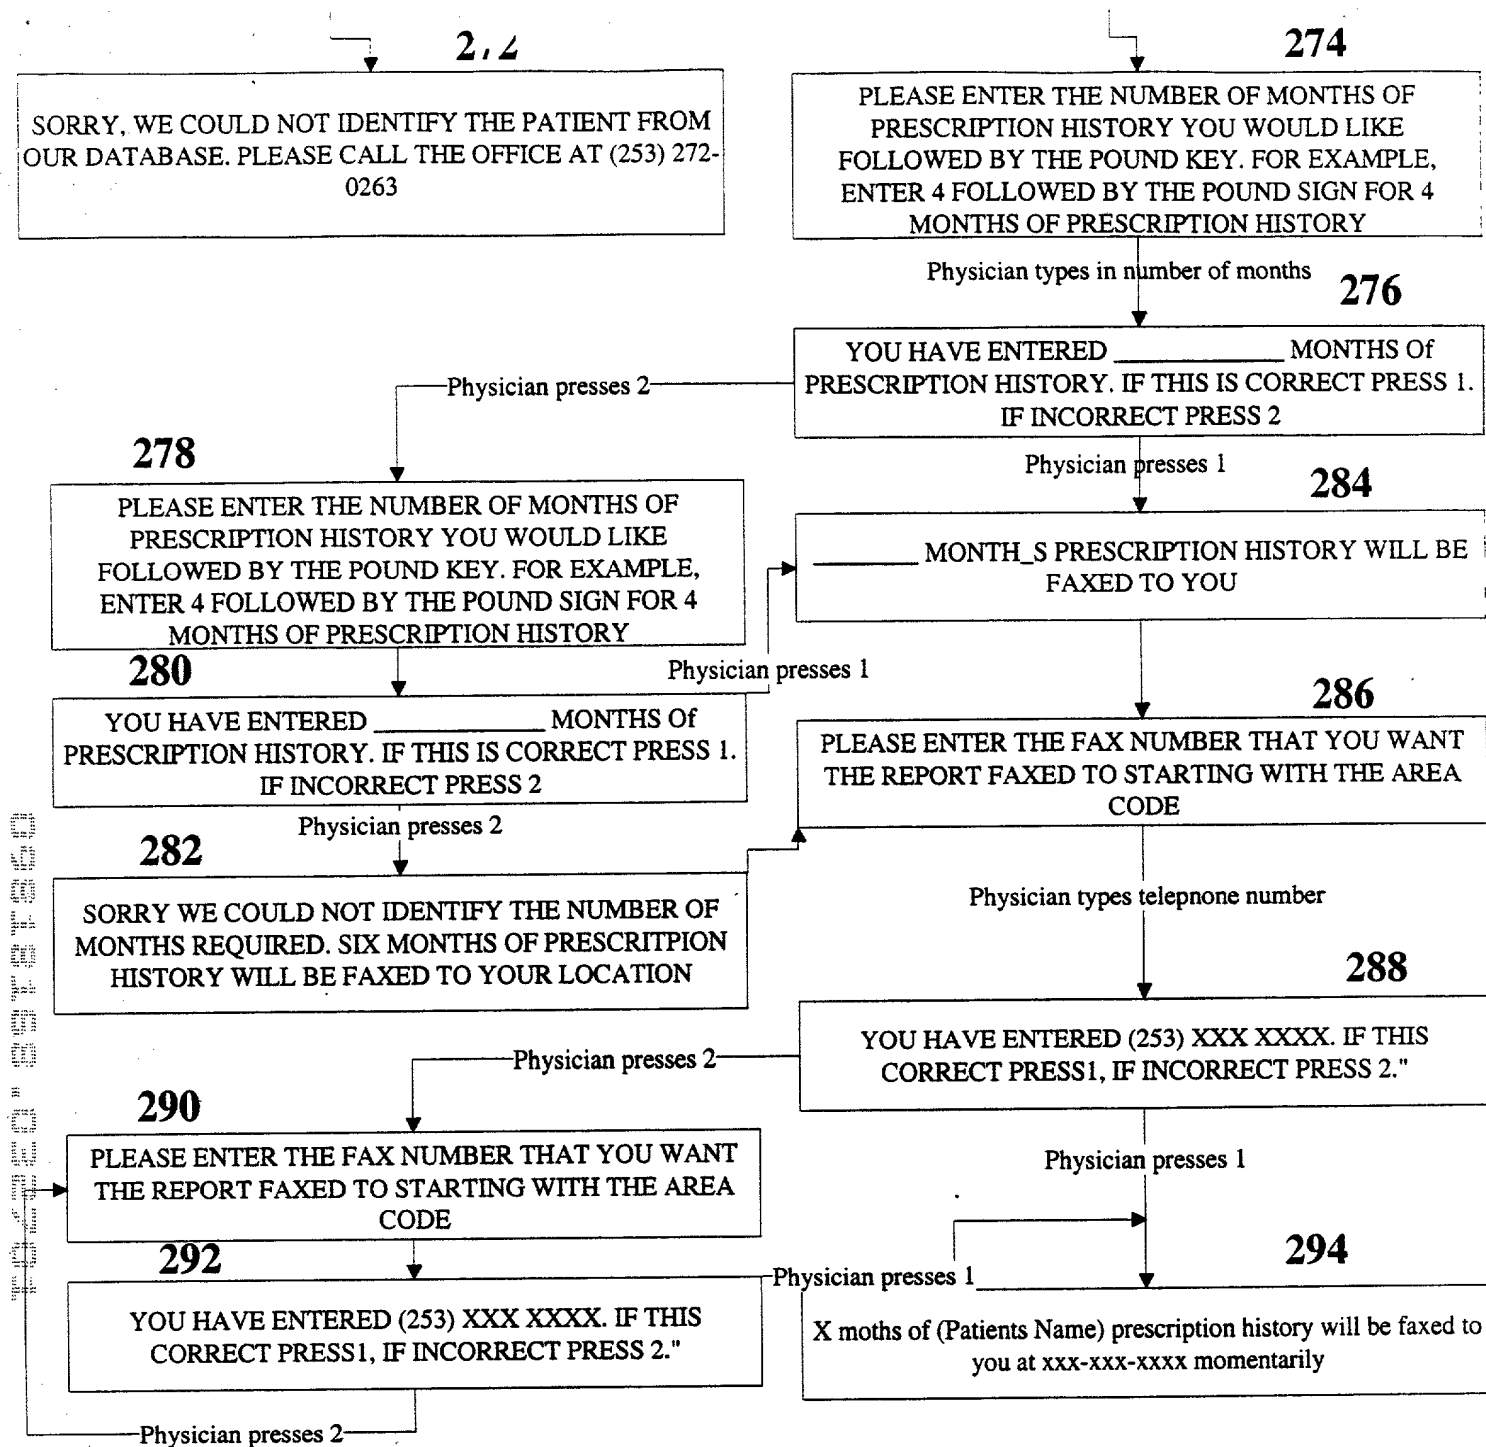 272
SORRY, WE COULD NOT IDENTIFY THE PATIENT FROM
OUR DATABASE. PLEASE CALL THE OFFICE AT (253) 272-
0263
274
PLEASE ENTER THE NUMBER OF MONTHS OF
PRESCRIPTION HISTORY YOU WOULD LIKE
FOLLOWED BY THE POUND KEY. FOR EXAMPLE,
ENTER 4 FOLLOWED BY THE POUND SIGN FOR 4
MONTHS OF PRESCRIPTION HISTORY
Physician types in number of months
276
YOU HAVE ENTERED ____________ MONTHS Of
PRESCRIPTION HISTORY. IF THIS IS CORRECT PRESS 1.
IF INCORRECT PRESS 2
Physician presses 2
Physician presses 1
278
PLEASE ENTER THE NUMBER OF MONTHS OF
PRESCRIPTION HISTORY YOU WOULD LIKE
FOLLOWED BY THE POUND KEY. FOR EXAMPLE,
ENTER 4 FOLLOWED BY THE POUND SIGN FOR 4
MONTHS OF PRESCRIPTION HISTORY
284
_______ MONTH_S PRESCRIPTION HISTORY WILL BE
FAXED TO YOU
280
Physician presses 1
YOU HAVE ENTERED ____________ MONTHS Of
PRESCRIPTION HISTORY. IF THIS IS CORRECT PRESS 1.
IF INCORRECT PRESS 2
Physician presses 2
286
PLEASE ENTER THE FAX NUMBER THAT YOU WANT
THE REPORT FAXED TO STARTING WITH THE AREA
CODE
282
SORRY WE COULD NOT IDENTIFY THE NUMBER OF
MONTHS REQUIRED. SIX MONTHS OF PRESCRITPION
HISTORY WILL BE FAXED TO YOUR LOCATION
Physician types telepnone number
288
YOU HAVE ENTERED (253) XXX XXXX. IF THIS
CORRECT PRESS1, IF INCORRECT PRESS 2."
Physician presses 2
Physician presses 1
290
PLEASE ENTER THE FAX NUMBER THAT YOU WANT
THE REPORT FAXED TO STARTING WITH THE AREA
CODE
292
YOU HAVE ENTERED (253) XXX XXXX. IF THIS
CORRECT PRESS1, IF INCORRECT PRESS 2."
Physician presses 1
Physician presses 2
294
X moths of (Patients Name) prescription history will be faxed to
you at xxx-xxx-xxxx momentarily